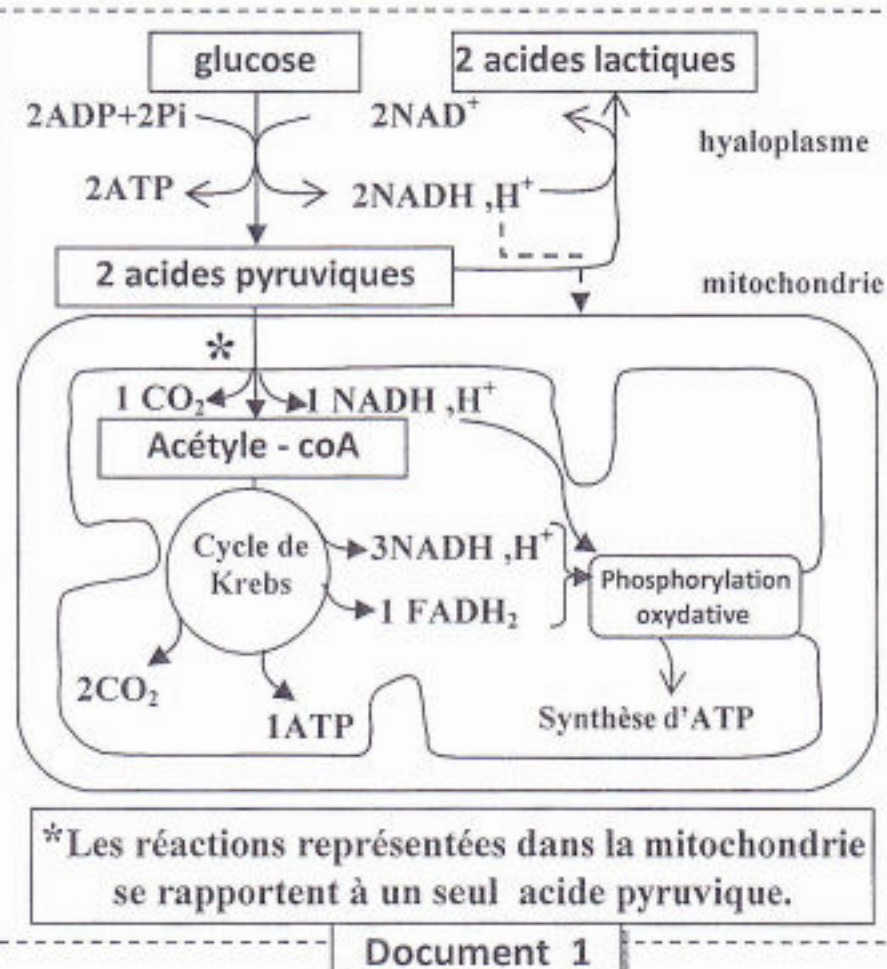 glucose
2 acides lactiques
2ADP+2Pi
2NAD⁺
hyaloplasme
2ATP
2NADH ,H⁺
2 acides pyruviques
mitochondrie
*
1 CO₂
1 NADH ,H⁺
Acétyle - coA
Cycle de
Krebs
3NADH ,H⁺
1 FADH₂
Phosphorylation
oxydative
2CO₂
1ATP
Synthèse d'ATP
*Les réactions représentées dans la mitochondrie
se rapportent à un seul acide pyruvique.
Document 1